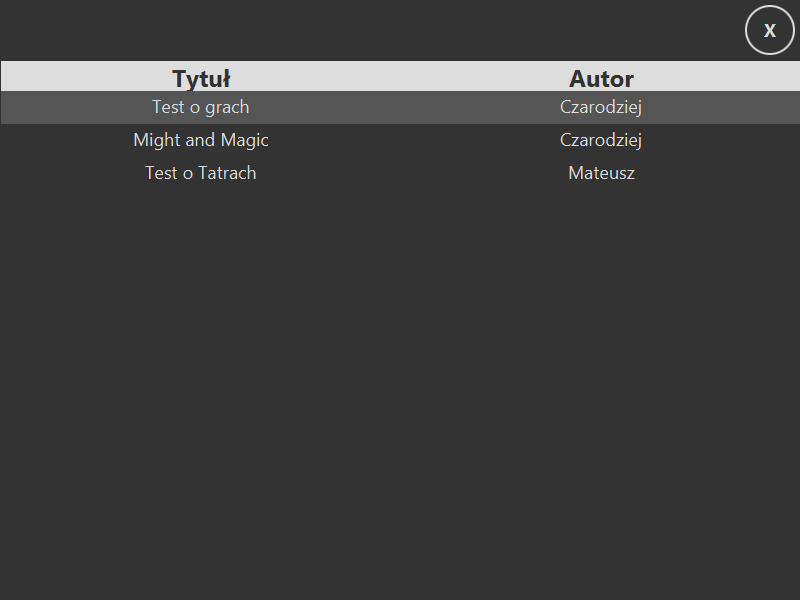 X
Tytuł Autor
Test o grach Czarodziej
Might and Magic Czarodziej
Test o Tatrach Mateusz